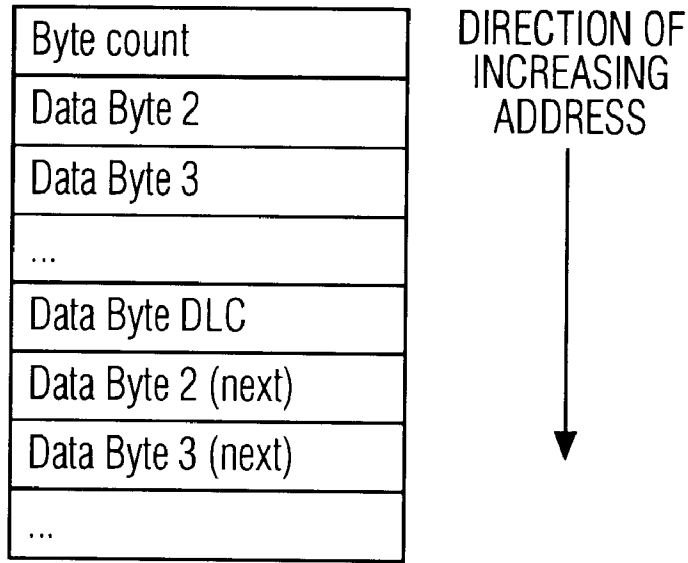 Byte count
Data Byte 2
Data Byte 3
...
Data Byte DLC
Data Byte 2 (next)
Data Byte 3 (next)
...
DIRECTION OF
INCREASING
ADDRESS